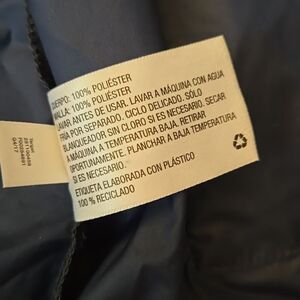 CUERPO: 100% POLIÉSTER
MALLA: 100% POLIÉSTER
LAVAR ANTES DE USAR. LAVAR A MÁQUINA CON AGUA
FRÍA POR SEPARADO. CICLO DELICADO. SÓLO
BLANQUEADOR SIN CLORO SI ES NECESARIO. SECAR
A MÁQUINA A TEMPERATURA BAJA. RETIRAR
OPORTUNAMENTE. PLANCHAR A BAJA TEMPERATURA
SI ES NECESARIO.
ETIQUETA ELABORADA CON PLÁSTICO
100% RECICLADO
Target